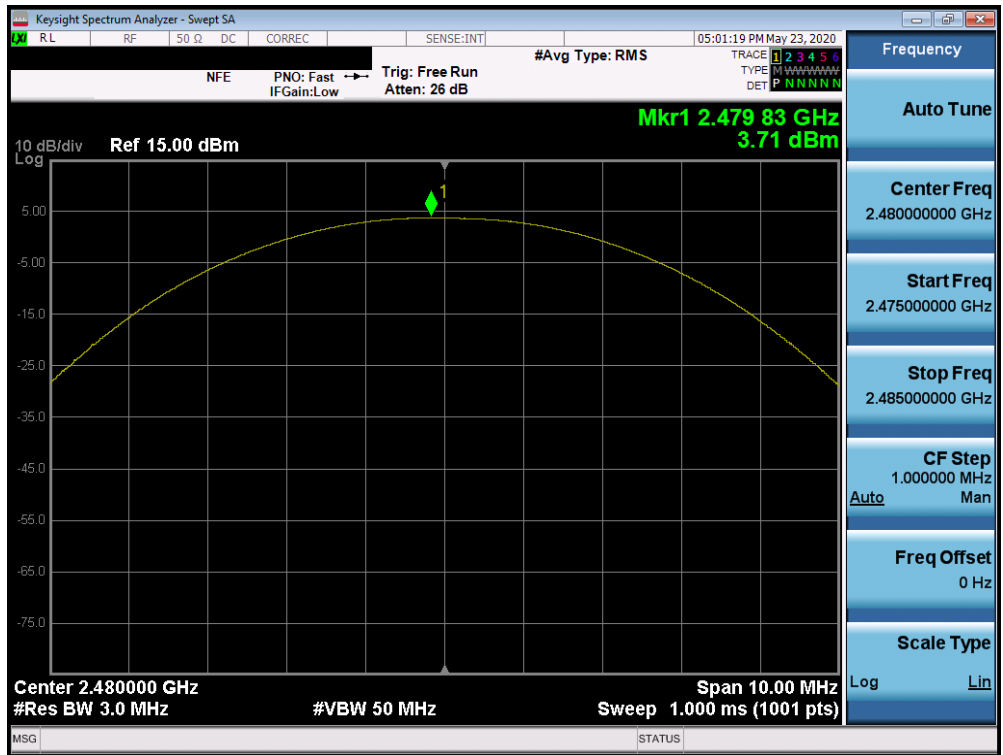 Keysight Spectrum Analyzer - Swept SA
LXI RL RF 50 Ω DC CORREC SENSE:INT 05:01:19 PM May 23, 2020
#Avg Type: RMS TRACE 1 2 3 4 5 6
NFE PNO: Fast Trig: Free Run TYPE M W W W W W
IFGain:Low Atten: 26 dB DET P N N N N N
Mkr1 2.479 83 GHz
3.71 dBm
10 dB/div Ref 15.00 dBm
Log
1
5.00
-5.00
-15.0
-25.0
-35.0
-45.0
-55.0
-65.0
-75.0
Center 2.480000 GHz Span 10.00 MHz
#Res BW 3.0 MHz #VBW 50 MHz Sweep 1.000 ms (1001 pts)
MSG STATUS
Frequency
Auto Tune
Center Freq
2.480000000 GHz
Start Freq
2.475000000 GHz
Stop Freq
2.485000000 GHz
CF Step
1.000000 MHz
Auto Man
Freq Offset
0 Hz
Scale Type
Log Lin